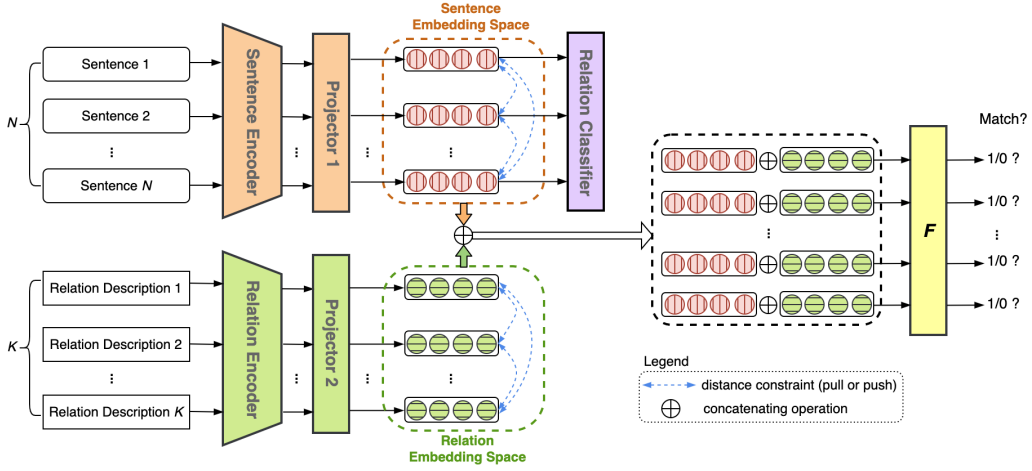 Sentence
Embedding Space
N
Sentence 1
Sentence 2
...
Sentence N
Sentence Encoder
...
Projector 1
...
...
Relation Classifier
K
Relation Description 1
Relation Description 2
...
Relation Description K
Relation Encoder
...
Projector 2
...
...
Relation
Embedding Space
...
F
Match?
1/0 ?
1/0 ?
...
1/0 ?
1/0 ?
Legend
distance constraint (pull or push)
concatenating operation